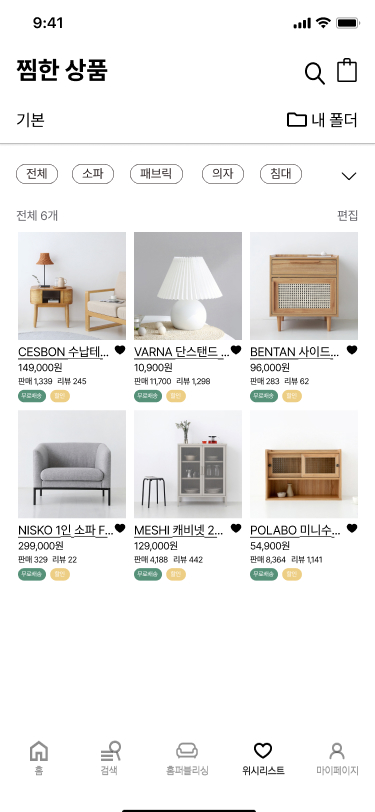 9:41
찜한 상품
기본 내 폴더
전체 소파 패브릭 의자 침대
전체 6개 편집
CESBON 수납테... VARNA 단스탠드 ... BENTAN 사이드...
149,000원 10,900원 96,000원
판매 1,339 리뷰 245 판매 11,700 리뷰 1,298 판매 283 리뷰 62
무료배송 할인 무료배송 할인 무료배송 할인
NISKO 1인 소파 F... MESHI 캐비넷 2... POLABO 미니수...
299,000원 129,000원 54,900원
판매 329 리뷰 22 판매 4,188 리뷰 442 판매 8,364 리뷰 1,141
무료배송 할인 무료배송 할인 무료배송 할인
홈 검색 홈퍼블리싱 위시리스트 마이페이지